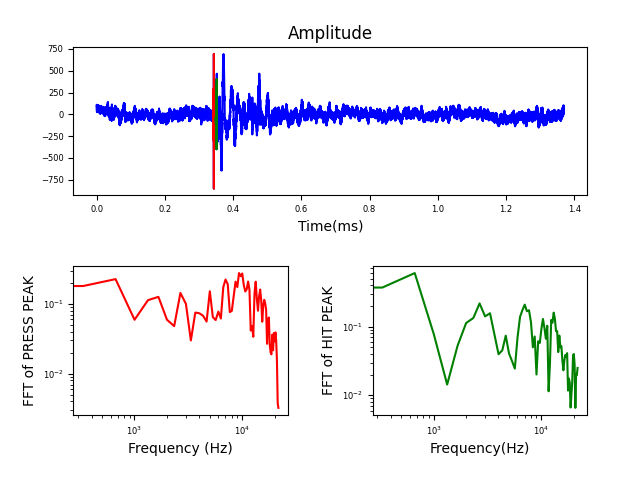 Amplitude
750
500
250
0
−250
−500
−750
0.0 0.2 0.4 0.6 0.8 1.0 1.2 1.4
Time(ms)
FFT of PRESS PEAK
10⁻¹
10⁻²
10³ 10⁴
Frequency (Hz)
FFT of HIT PEAK
10⁻¹
10⁻²
10³ 10⁴
Frequency(Hz)